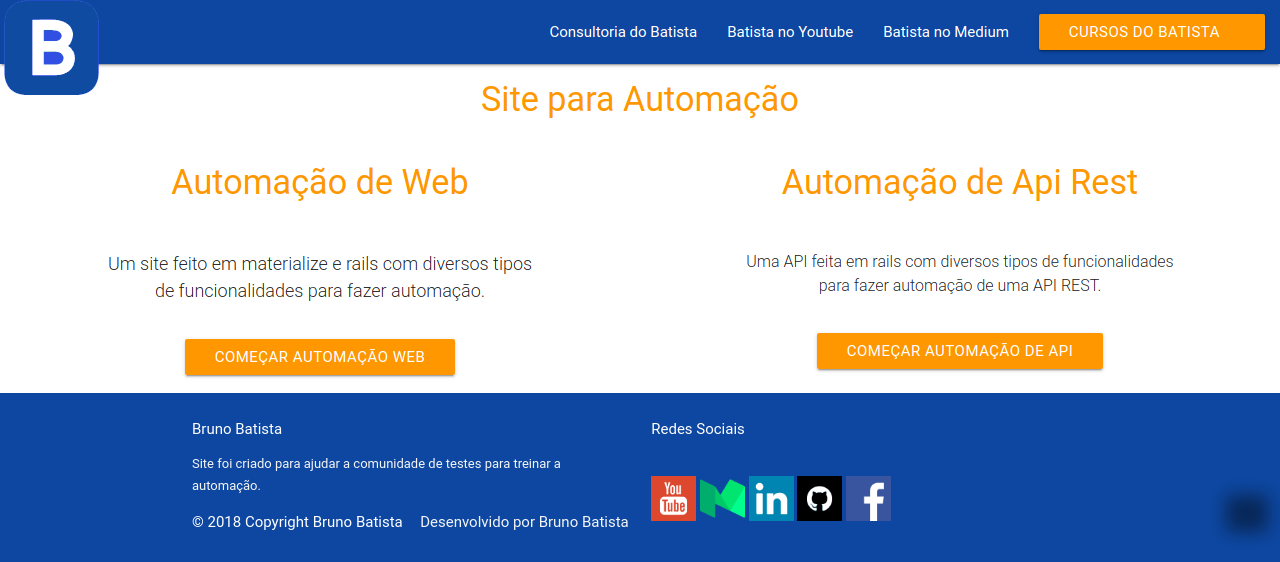 B
Consultoria do Batista
Batista no Youtube
Batista no Medium
CURSOS DO BATISTA
Site para Automação
Automação de Web
Um site feito em materialize e rails com diversos tipos
de funcionalidades para fazer automação.
COMEÇAR AUTOMAÇÃO WEB
Automação de Api Rest
Uma API feita em rails com diversos tipos de funcionalidades
para fazer automação de uma API REST.
COMEÇAR AUTOMAÇÃO DE API
Bruno Batista
Site foi criado para ajudar a comunidade de testes para treinar a
automação.
© 2018 Copyright Bruno Batista
Desenvolvido por Bruno Batista
Redes Sociais
You
Tube
in
f